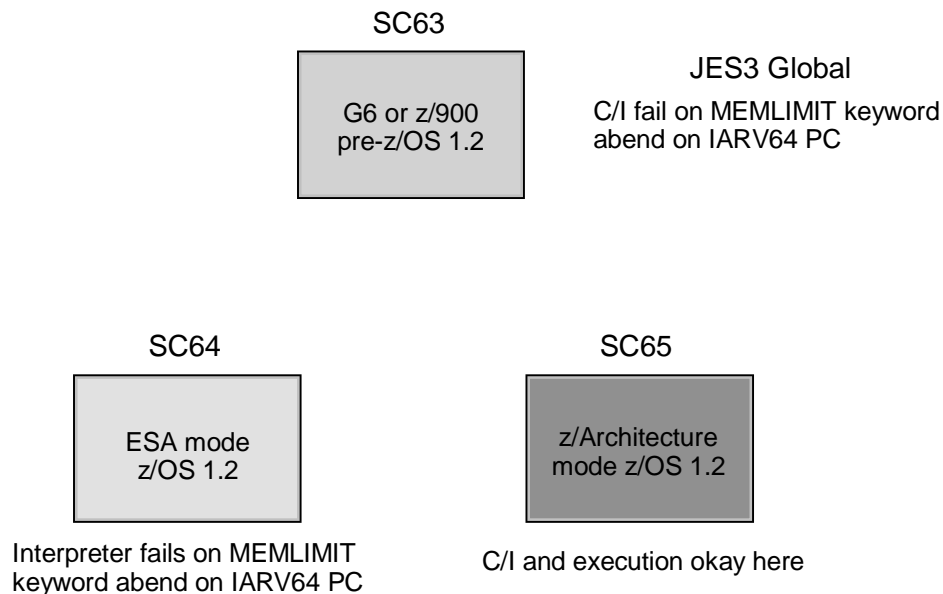 SC63
G6 or z/900
pre-z/OS 1.2
JES3 Global
C/I fail on MEMLIMIT keyword
abend on IARV64 PC
SC64
ESA mode
z/OS 1.2
Interpreter fails on MEMLIMIT
keyword abend on IARV64 PC
SC65
z/Architecture
mode z/OS 1.2
C/I and execution okay here